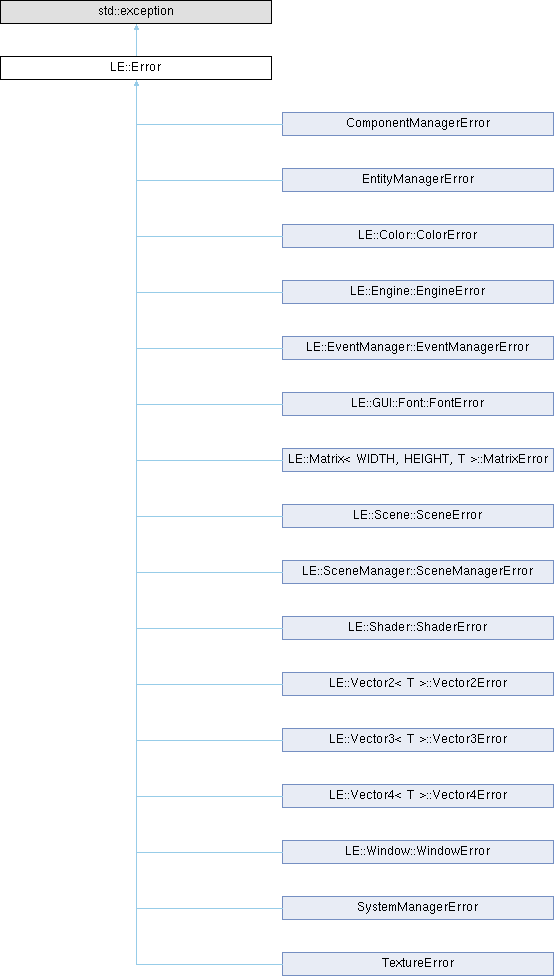 std::exception
LE::Error
ComponentManagerError
EntityManagerError
LE::Color::ColorError
LE::Engine::EngineError
LE::EventManager::EventManagerError
LE::GUI::Font::FontError
LE::Matrix< WIDTH, HEIGHT, T >::MatrixError
LE::Scene::SceneError
LE::SceneManager::SceneManagerError
LE::Shader::ShaderError
LE::Vector2< T >::Vector2Error
LE::Vector3< T >::Vector3Error
LE::Vector4< T >::Vector4Error
LE::Window::WindowError
SystemManagerError
TextureError